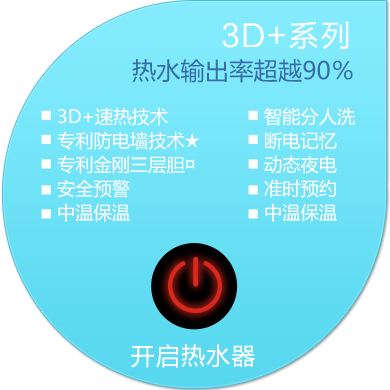 3D+系列
热水输出率超越90%
■ 3D+速热技术
■ 专利防电墙技术★
■ 专利金刚三层胆¤
■ 安全预警
■ 中温保温
■ 智能分人洗
■ 断电记忆
■ 动态夜电
■ 准时预约
■ 中温保温
开启热水器